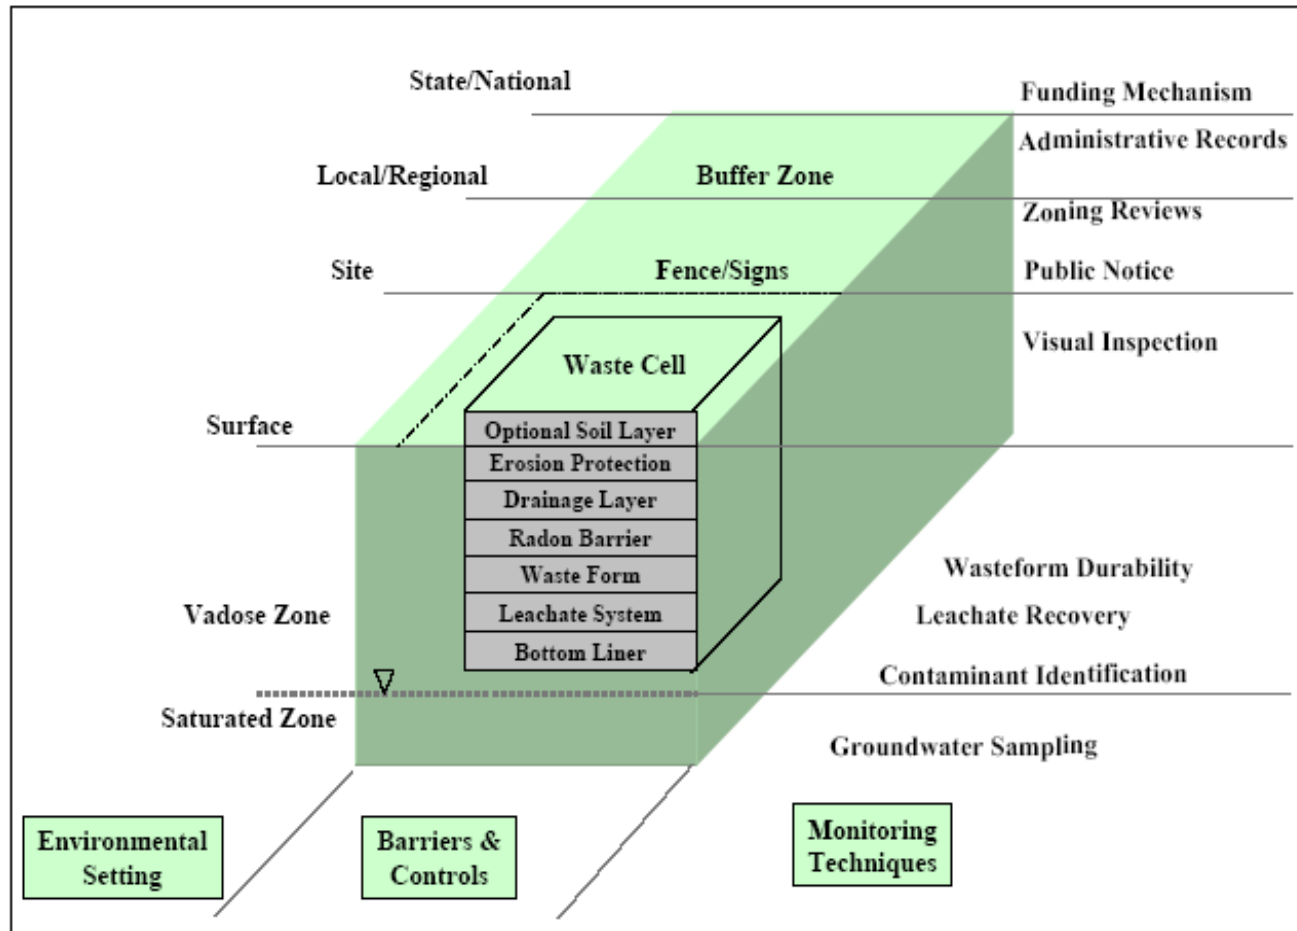 State/National
Funding Mechanism
Administrative Records
Local/Regional
Buffer Zone
Zoning Reviews
Site
Fence/Signs
Public Notice
Visual Inspection
Waste Cell
Surface
Optional Soil Layer
Erosion Protection
Drainage Layer
Radon Barrier
Waste Form
Wasteform Durability
Vadose Zone
Leachate System
Leachate Recovery
Bottom Liner
Contaminant Identification
Saturated Zone
Groundwater Sampling
Environmental
Setting
Barriers &
Controls
Monitoring
Techniques